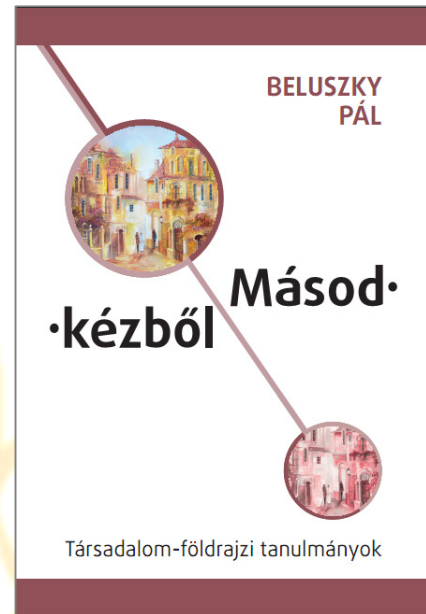 BELUSZKY
PÁL
Másod·
·kézből
Társadalom-földrajzi tanulmányok